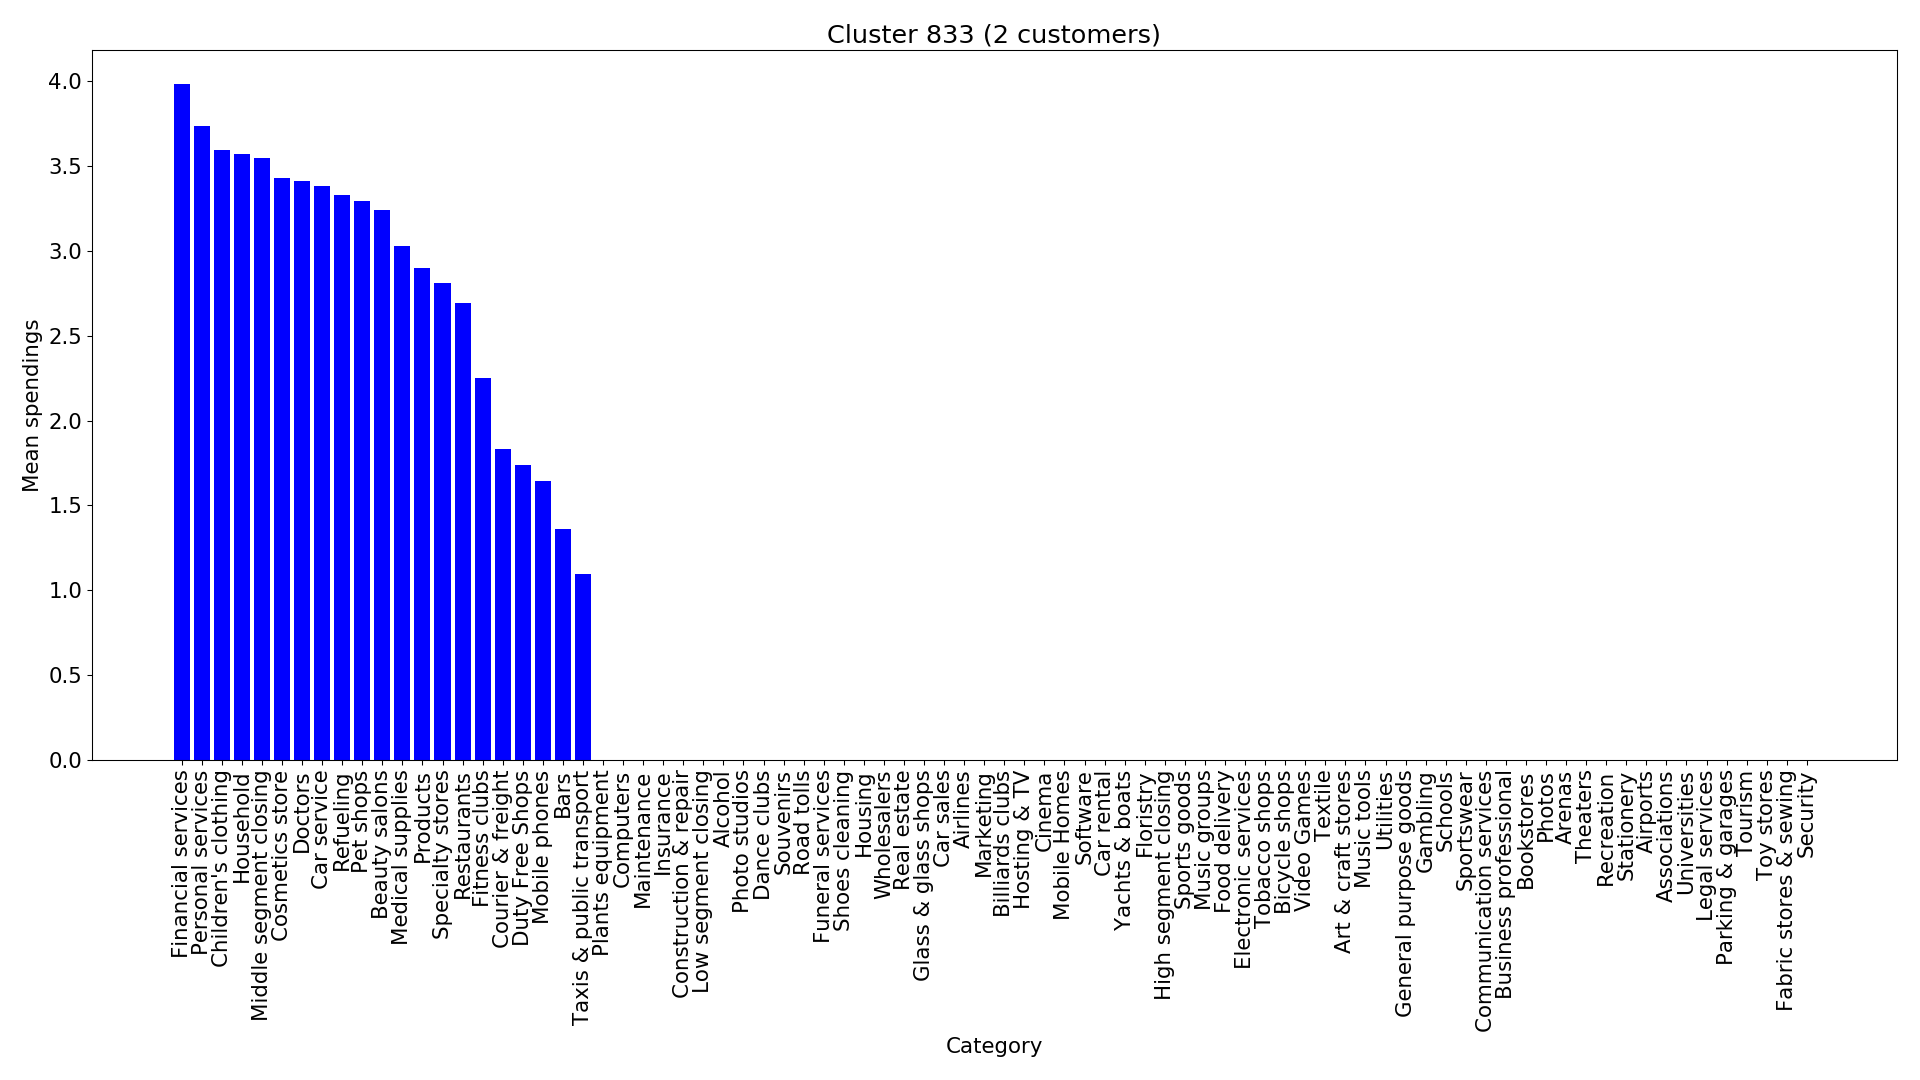 Cluster 833 (2 customers)
4.0
3.5
3.0
2.5
2.0
1.5
1.0
0.5
0.0
Mean spendings
Financial services
Personal services
Children's clothing
Household
Middle segment closing
Cosmetics store
Doctors
Car service
Refueling
Pet shops
Beauty salons
Medical supplies
Products
Specialty stores
Restaurants
Fitness clubs
Courier & freight
Duty Free Shops
Mobile phones
Bars
Taxis & public transport
Plants equipment
Computers
Maintenance
Insurance
Construction & repair
Low segment closing
Alcohol
Photo studios
Dance clubs
Souvenirs
Road tolls
Funeral services
Shoes cleaning
Housing
Wholesalers
Real estate
Glass & glass shops
Car sales
Airlines
Marketing
Billiards clubs
Hosting & TV
Cinema
Mobile Homes
Software
Car rental
Yachts & boats
Floristry
High segment closing
Sports goods
Music groups
Food delivery
Electronic services
Tobacco shops
Bicycle shops
Video Games
Textile
Art & craft stores
Music tools
Utilities
General purpose goods
Gambling
Schools
Sportswear
Communication services
Business professional
Bookstores
Photos
Arenas
Theaters
Recreation
Stationery
Airports
Associations
Universities
Legal services
Parking & garages
Tourism
Toy stores
Fabric stores & sewing
Security
Category